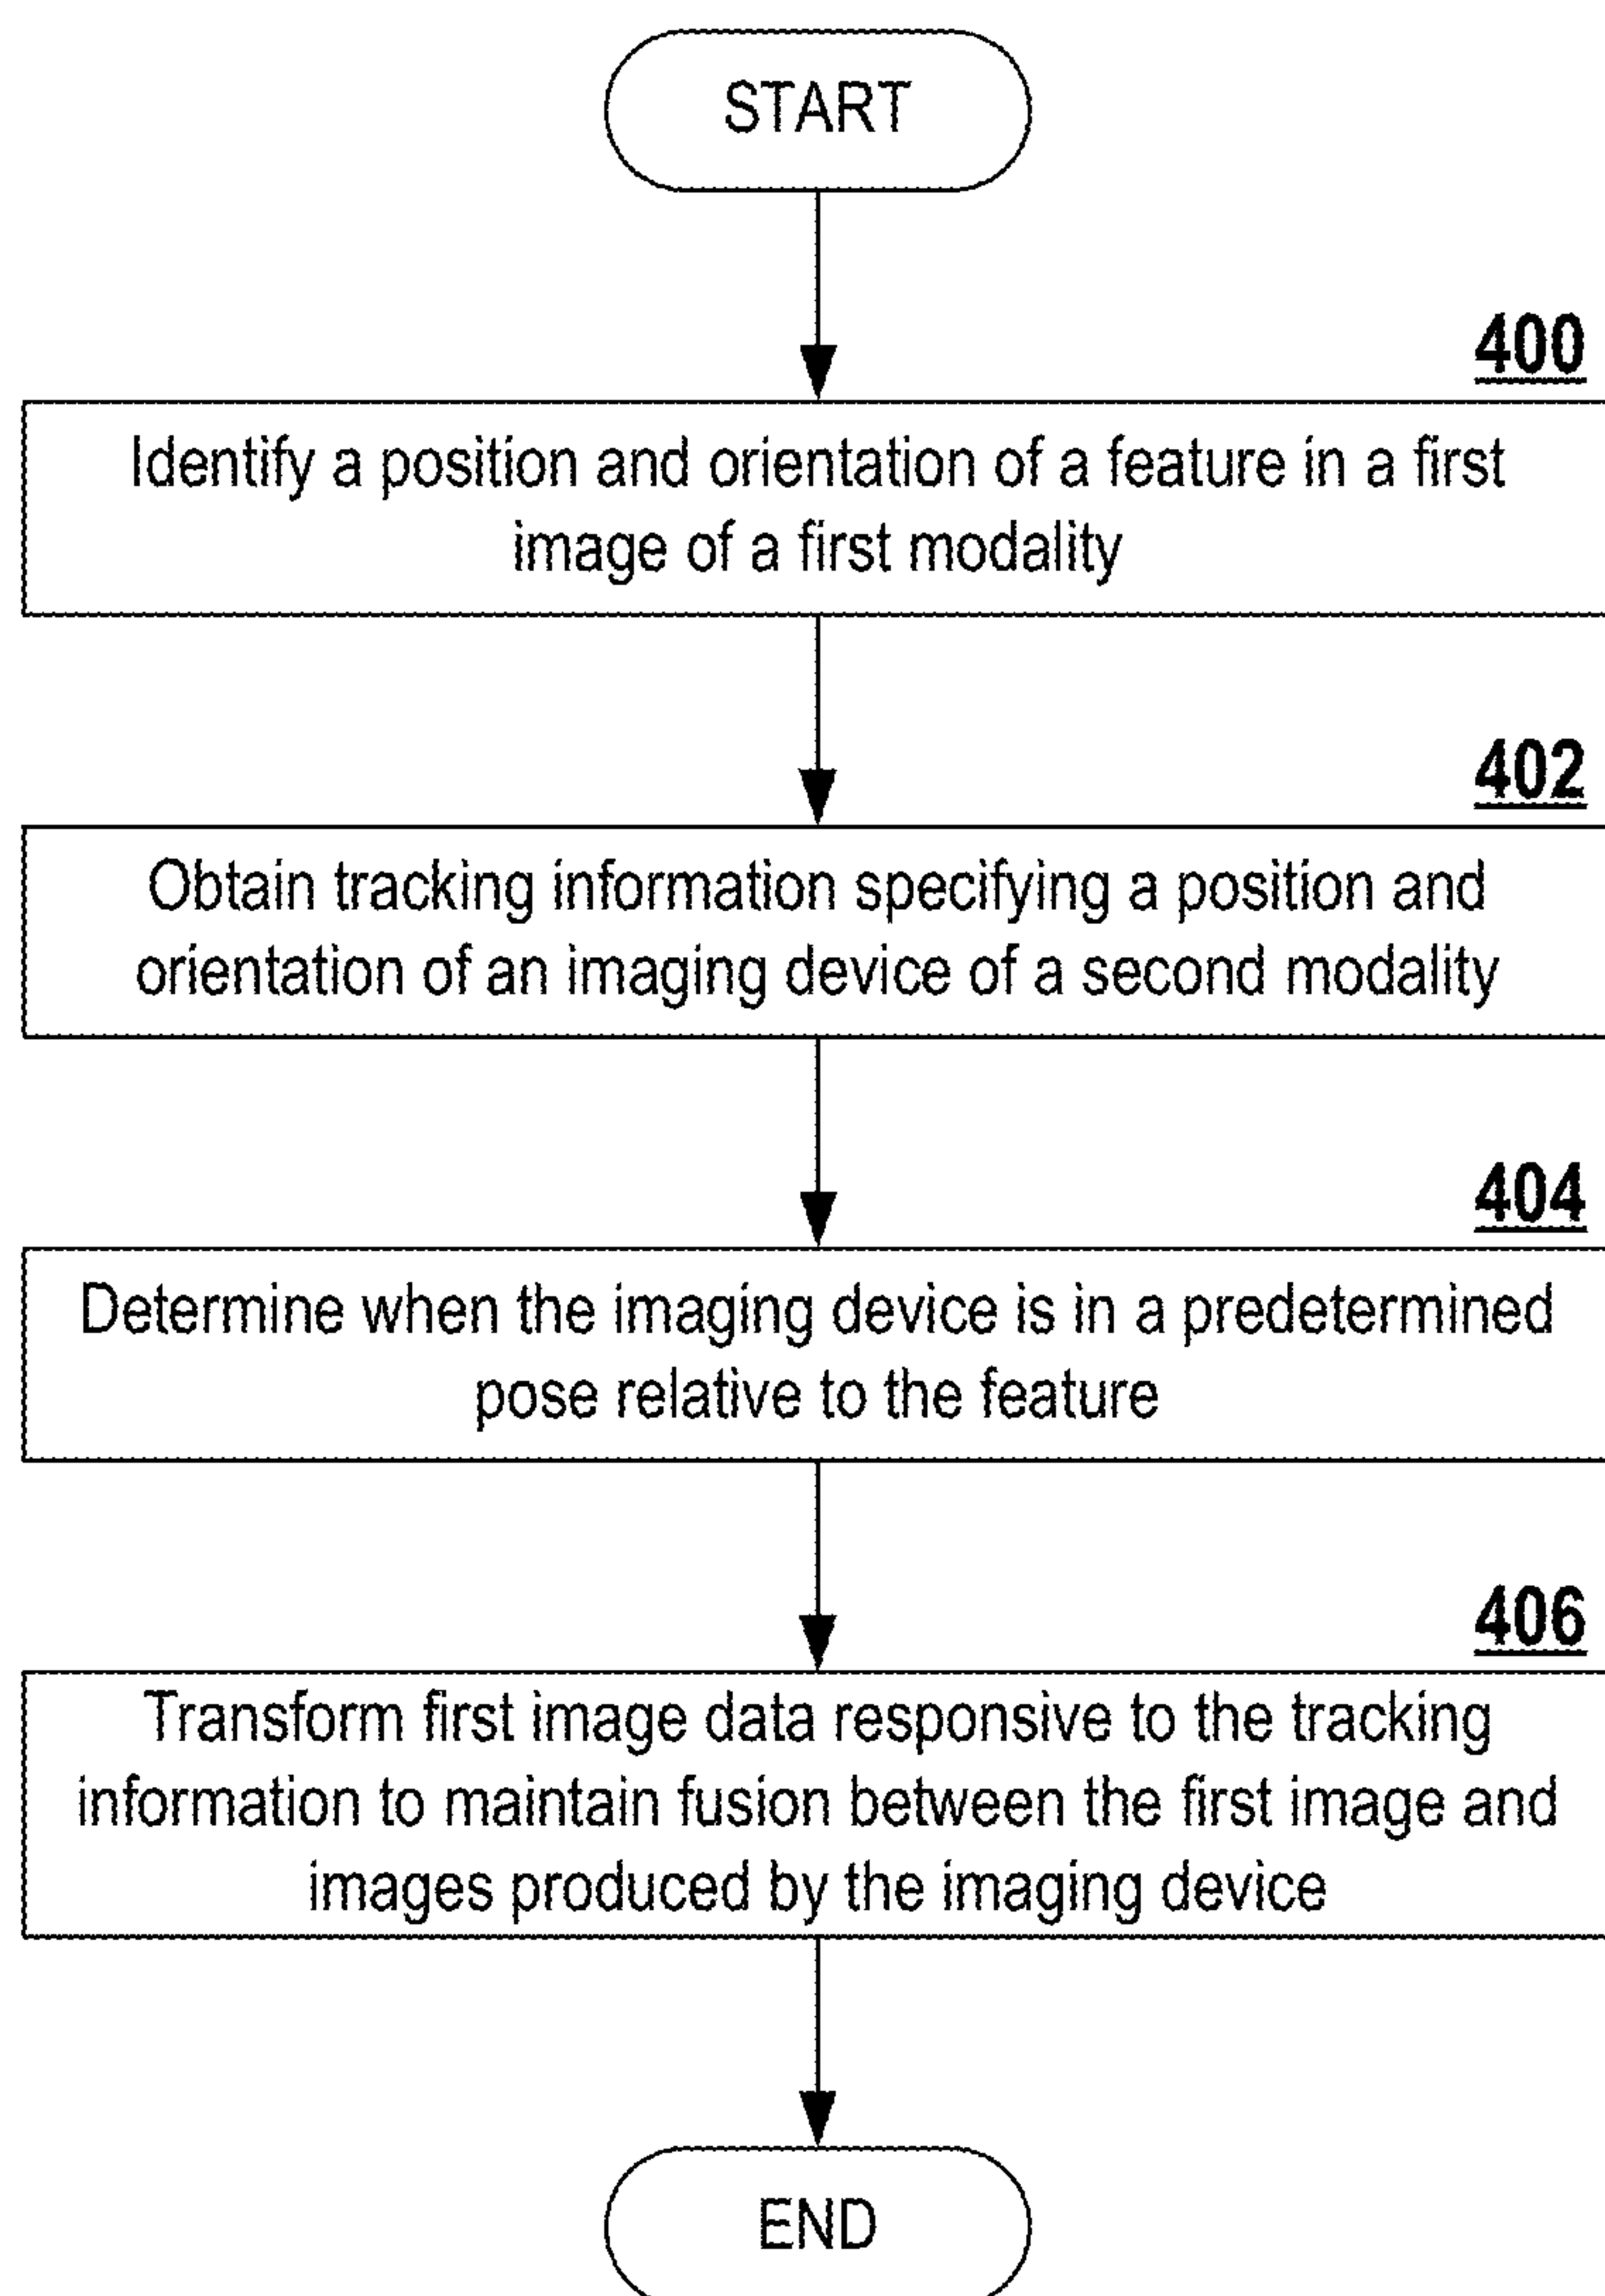 START
400
Identify a position and orientation of a feature in a first
image of a first modality
402
Obtain tracking information specifying a position and
orientation of an imaging device of a second modality
404
Determine when the imaging device is in a predetermined
pose relative to the feature
406
Transform first image data responsive to the tracking
information to maintain fusion between the first image and
images produced by the imaging device
END